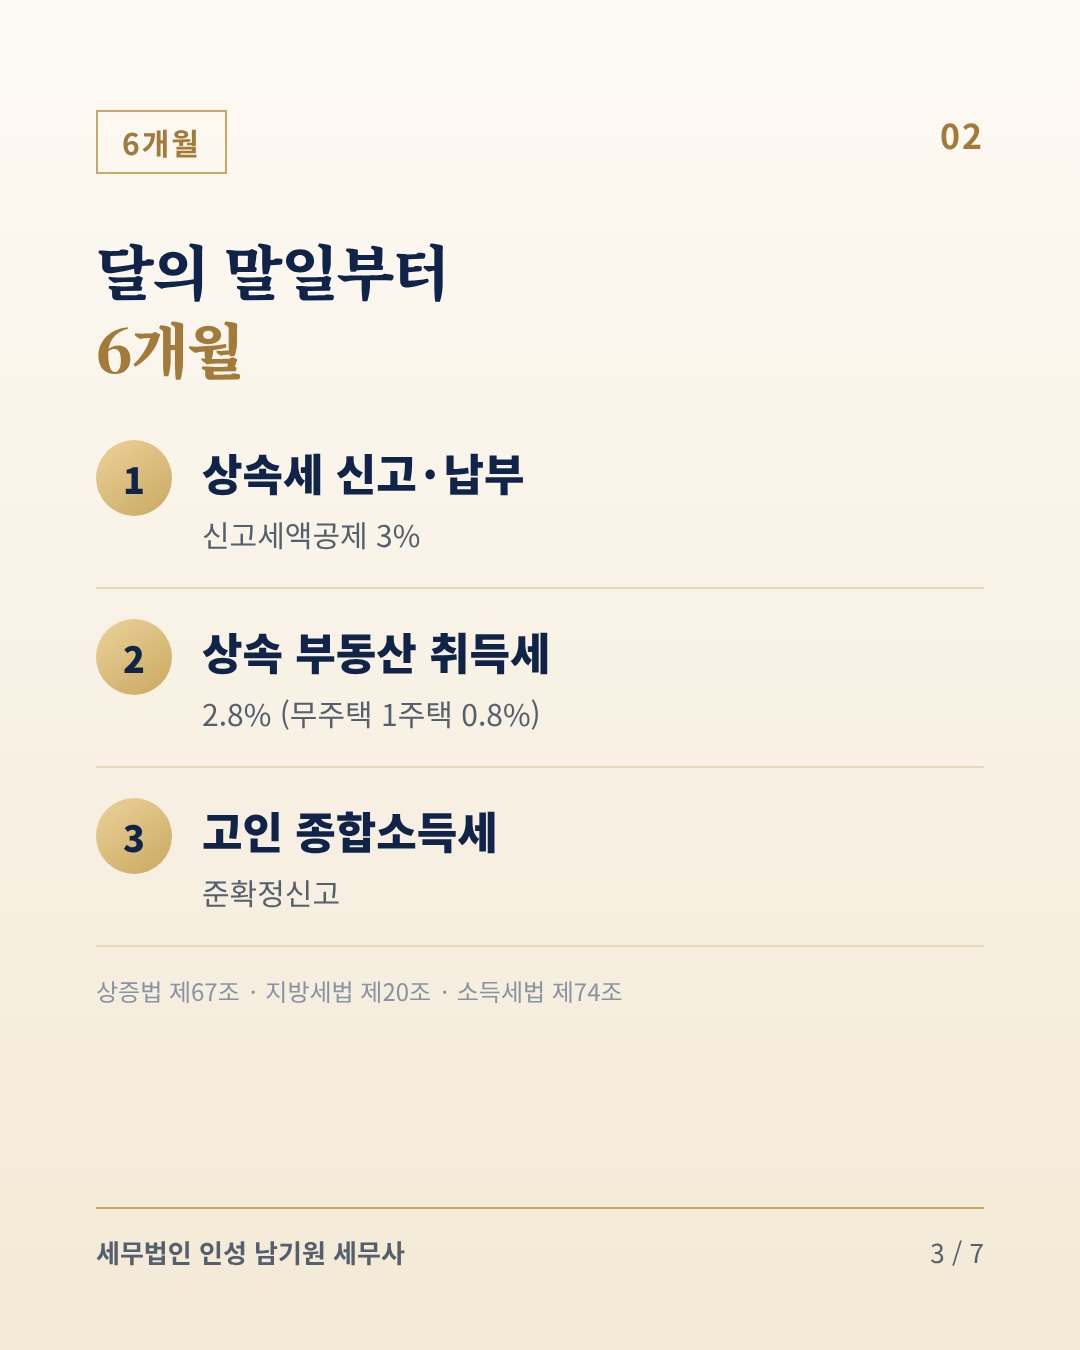 6개월
02
달의 말일부터
6개월
1
상속세 신고·납부
신고세액공제 3%
2
상속 부동산 취득세
2.8% (무주택 1주택 0.8%)
3
고인 종합소득세
준확정신고
상증법 제67조 · 지방세법 제20조 · 소득세법 제74조
세무법인 인성 남기원 세무사
3 / 7